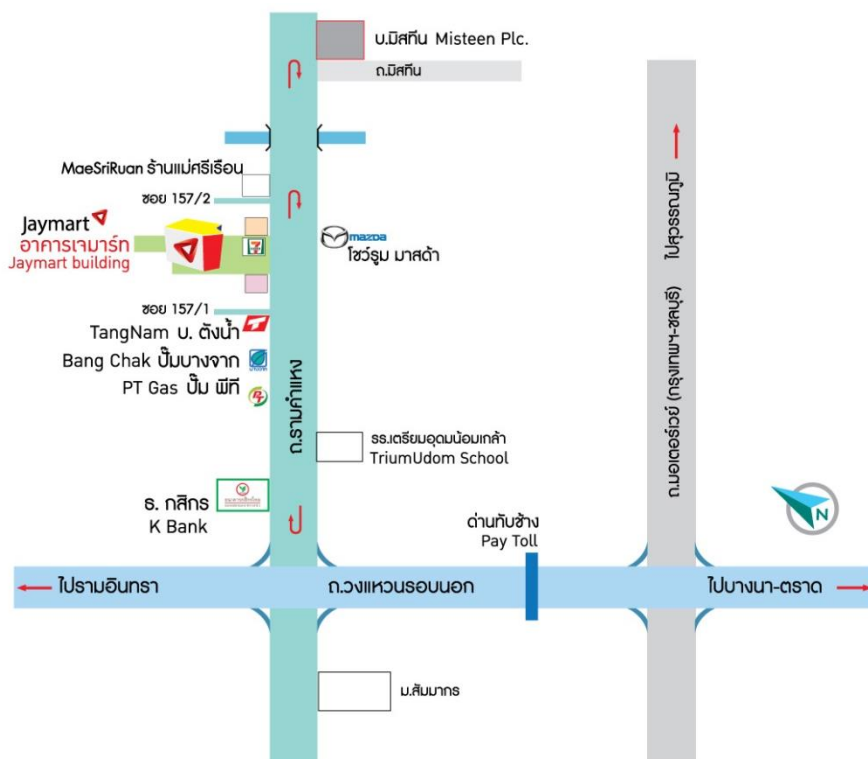 บ.มิสทีน Misteen Plc.
ถ.มิสทีน
MaeSriRuan ร้านแม่ศรีเรือน
ซอย 157/2
Jaymart
อาคารเจมาร์ท
Jaymart building
7
mazda
โชว์รูม มาสด้า
ซอย 157/1
TangNam บ. ตังน้ำ
Bang Chak ปั๊มบางจาก
PT Gas ปั๊ม พีที
PT
ถ.รามคำแหง
รร.เตรียมอุดมน้อมเกล้า
TriumUdom School
ธ. กสิกร
K Bank
ด่านทับช้าง
Pay Toll
ไปสุวรรณภูมิ
ถ.มอเตอร์เวย์ (กรุงเทพฯ-ชลบุรี)
N
ไปรามอินทรา
ถ.วงแหวนรอบนอก
ไปบางนา-ตราด
ม.สัมมากร